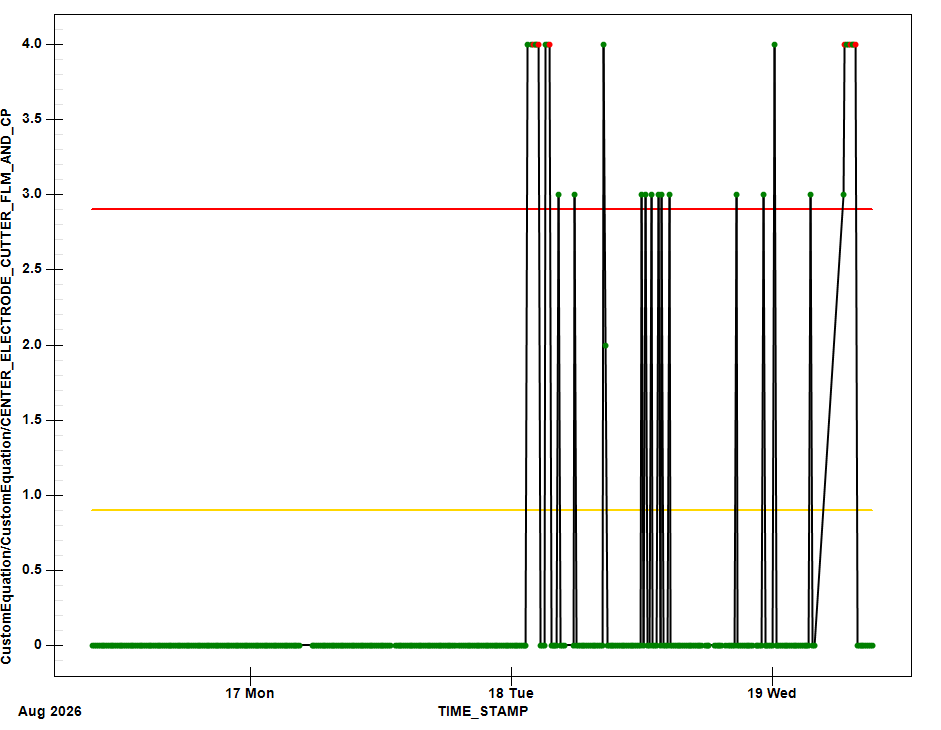 CustomEquation/CustomEquation/CENTER_ELECTRODE_CUTTER_FLM_AND_CP
4.0
3.5
3.0
2.5
2.0
1.5
1.0
0.5
0
17 Mon
18 Tue
19 Wed
Aug 2026
TIME_STAMP